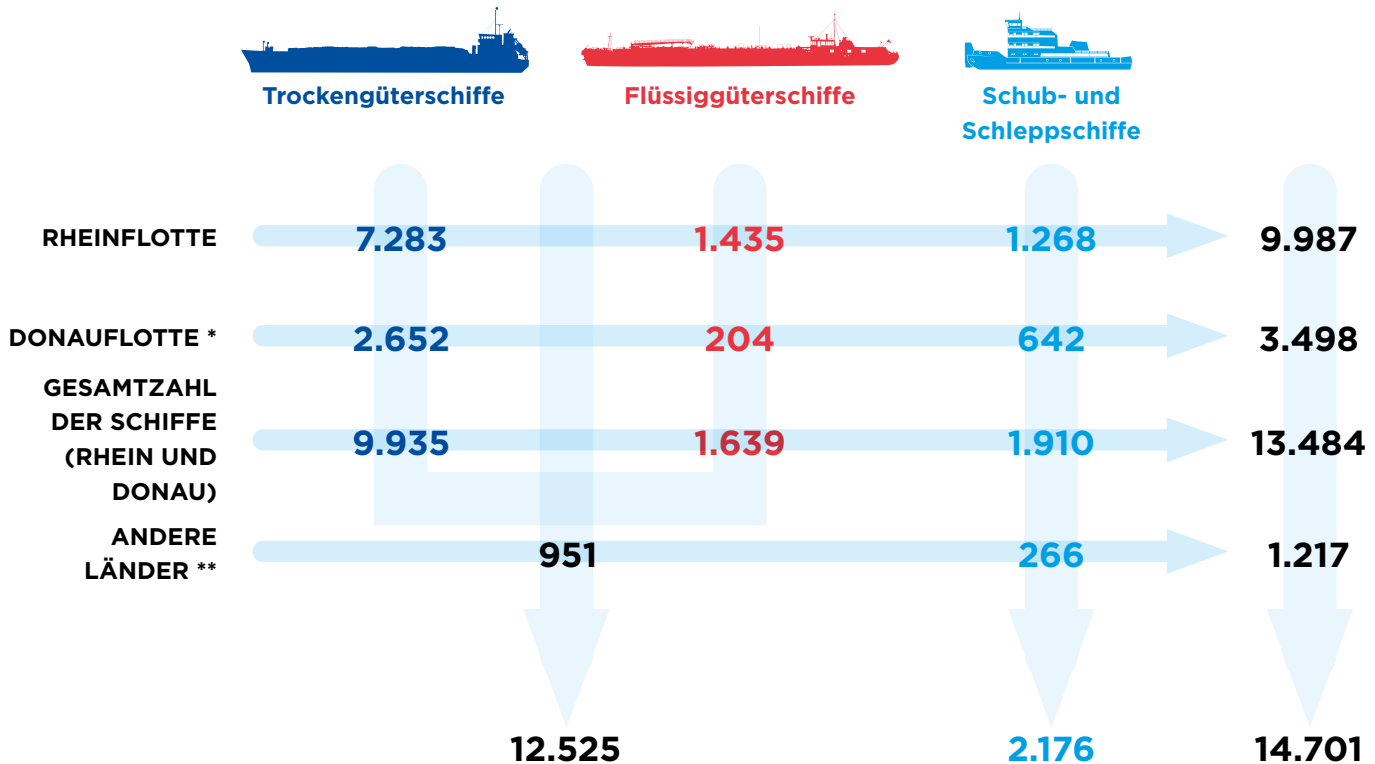 Trockengüterschiffe
Flüssiggüterschiffe
Schub- und
Schleppschiffe
RHEINFLOTTE 7.283 1.435 1.268 9.987
DONAUFLOTTE * 2.652 204 642 3.498
GESAMTZAHL
DER SCHIFFE
(RHEIN UND
DONAU)
9.935 1.639 1.910 13.484
ANDERE
LÄNDER **
951 266 1.217
12.525 2.176 14.701